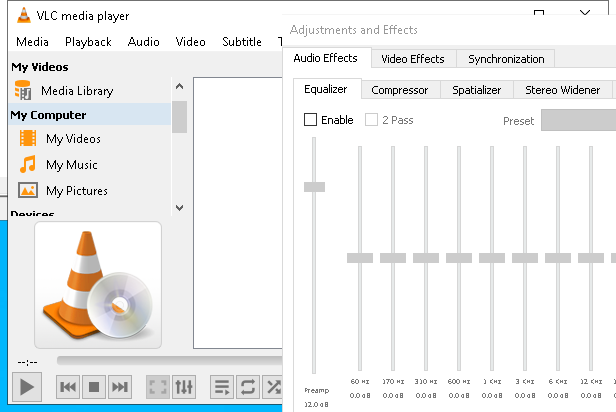 VLC media player
Media Playback Audio Video Subtitle
My Videos
Media Library
My Computer
My Videos
My Music
My Pictures
Devices
--:--
Adjustments and Effects
Audio Effects Video Effects Synchronization
Equalizer Compressor Spatializer Stereo Widener
Enable 2 Pass Preset
60 Hz 170 Hz 310 Hz 600 Hz 1 KHz 3 KHz 6 KHz 12 KHz
Preamp 0.0 dB 0.0 dB 0.0 dB 0.0 dB 0.0 dB 0.0 dB 0.0 dB 0.0 dB
12.0 dB